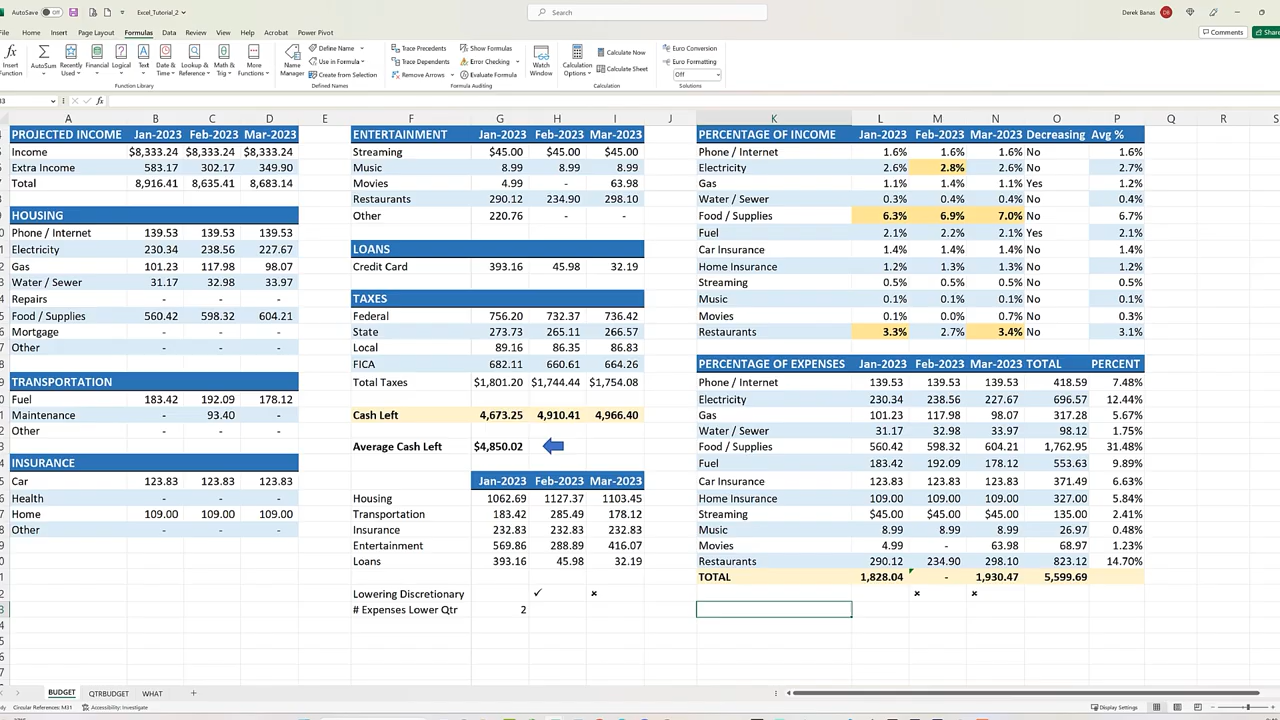 AutoSave Off Excel_Tutorial_2 Search Derek Banas DB
File Home Insert Page Layout Formulas Data Review View Help Acrobat Power Pivot Comments Share
Insert Function AutoSum Recently Used Financial Logical Text Date & Time Lookup & Reference Math & Trig More Functions Name Manager Define Name Use in Formula Create from Selection Trace Precedents Trace Dependents Remove Arrows Show Formulas Error Checking Evaluate Formula Watch Window Calculation Options Calculate Now Calculate Sheet Euro Conversion Euro Formatting Off
Function Library Defined Names Formula Auditing Calculation Solutions
fx
A B C D E F G H I J K L M N O P Q R S
PROJECTED INCOME Jan-2023 Feb-2023 Mar-2023 ENTERTAINMENT Jan-2023 Feb-2023 Mar-2023 PERCENTAGE OF INCOME Jan-2023 Feb-2023 Mar-2023 Decreasing Avg %
Income $8,333.24 $8,333.24 $8,333.24 Streaming $45.00 $45.00 $45.00 Phone / Internet 1.6% 1.6% 1.6% No 1.6%
Extra Income 583.17 302.17 349.90 Music 8.99 8.99 8.99 Electricity 2.6% 2.8% 2.6% No 2.7%
Total 8,916.41 8,635.41 8,683.14 Movies 4.99 - 63.98 Gas 1.1% 1.4% 1.1% Yes 1.2%
Restaurants 290.12 234.90 298.10 Water / Sewer 0.3% 0.4% 0.4% No 0.4%
HOUSING Other 220.76 - - Food / Supplies 6.3% 6.9% 7.0% No 6.7%
Phone / Internet 139.53 139.53 139.53 Fuel 2.1% 2.2% 2.1% Yes 2.1%
Electricity 230.34 238.56 227.67 LOANS Car Insurance 1.4% 1.4% 1.4% No 1.4%
Gas 101.23 117.98 98.07 Credit Card 393.16 45.98 32.19 Home Insurance 1.2% 1.3% 1.3% No 1.2%
Water / Sewer 31.17 32.98 33.97 Streaming 0.5% 0.5% 0.5% No 0.5%
Repairs - - - TAXES Music 0.1% 0.1% 0.1% No 0.1%
Food / Supplies 560.42 598.32 604.21 Federal 756.20 732.37 736.42 Movies 0.1% 0.0% 0.7% No 0.3%
Mortgage - - - State 273.73 265.11 266.57 Restaurants 3.3% 2.7% 3.4% No 3.1%
Other - - - Local 89.16 86.35 86.83
FICA 682.11 660.61 664.26 PERCENTAGE OF EXPENSES Jan-2023 Feb-2023 Mar-2023 TOTAL PERCENT
TRANSPORTATION Total Taxes $1,801.20 $1,744.44 $1,754.08 Phone / Internet 139.53 139.53 139.53 418.59 7.48%
Fuel 183.42 192.09 178.12 Electricity 230.34 238.56 227.67 696.57 12.44%
Maintenance - 93.40 - Cash Left 4,673.25 4,910.41 4,966.40 Gas 101.23 117.98 98.07 317.28 5.67%
Other - - - Water / Sewer 31.17 32.98 33.97 98.12 1.75%
Average Cash Left $4,850.02 Food / Supplies 560.42 598.32 604.21 1,762.95 31.48%
INSURANCE Fuel 183.42 192.09 178.12 553.63 9.89%
Car 123.83 123.83 123.83 Jan-2023 Feb-2023 Mar-2023 Car Insurance 123.83 123.83 123.83 371.49 6.63%
Health - - - Housing 1062.69 1127.37 1103.45 Home Insurance 109.00 109.00 109.00 327.00 5.84%
Home 109.00 109.00 109.00 Transportation 183.42 285.49 178.12 Streaming $45.00 $45.00 $45.00 135.00 2.41%
Other - - - Insurance 232.83 232.83 232.83 Music 8.99 8.99 8.99 26.97 0.48%
Entertainment 569.86 288.89 416.07 Movies 4.99 - 63.98 68.97 1.23%
Loans 393.16 45.98 32.19 Restaurants 290.12 234.90 298.10 823.12 14.70%
TOTAL 1,828.04 - 1,930.47 5,599.69
Lowering Discretionary ✓ × × ×
# Expenses Lower Qtr 2
BUDGET QTRBUDGET WHAT +
Circular References: M31 Accessibility: Investigate Display Settings